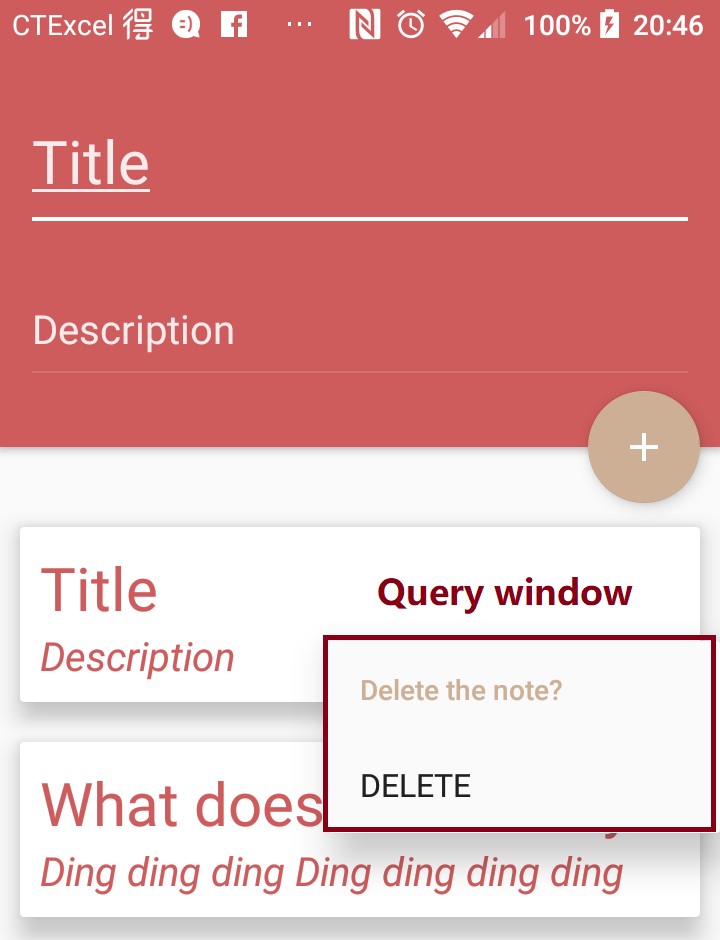 CTExcel 得 ... 100% 20:46
Title
Description
+
Title
Query window
Description
Delete the note?
DELETE
What does
Ding ding ding Ding ding ding ding